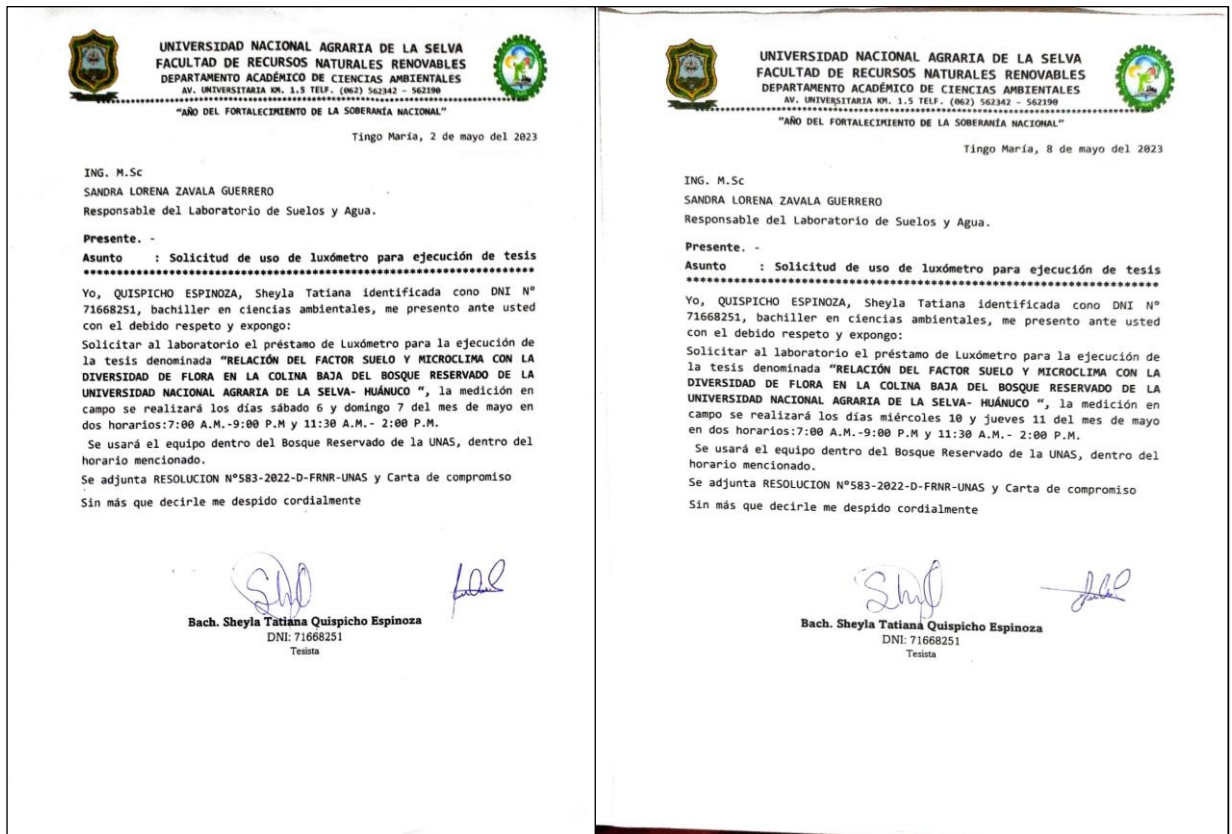 UNIVERSIDAD NACIONAL AGRARIA DE LA SELVA
FACULTAD DE RECURSOS NATURALES RENOVABLES
DEPARTAMENTO ACADÉMICO DE CIENCIAS AMBIENTALES
AV. UNIVERSITARIA KM. 1.5 TELF. (062) 562342 - 562190
"AÑO DEL FORTALECIMIENTO DE LA SOBERANÍA NACIONAL"
Tingo María, 2 de mayo del 2023
ING. M.Sc
SANDRA LORENA ZAVALA GUERRERO
Responsable del Laboratorio de Suelos y Agua.
Presente. -
Asunto : Solicitud de uso de luxómetro para ejecución de tesis
Yo, QUISPICHO ESPINOZA, Sheyla Tatiana identificada cono DNI N°
71668251, bachiller en ciencias ambientales, me presento ante usted
con el debido respeto y expongo:
Solicitar al laboratorio el préstamo de Luxómetro para la ejecución de
la tesis denominada "RELACIÓN DEL FACTOR SUELO Y MICROCLIMA CON LA
DIVERSIDAD DE FLORA EN LA COLINA BAJA DEL BOSQUE RESERVADO DE LA
UNIVERSIDAD NACIONAL AGRARIA DE LA SELVA- HUÁNUCO ", la medición en
campo se realizará los días sábado 6 y domingo 7 del mes de mayo en
dos horarios:7:00 A.M.-9:00 P.M y 11:30 A.M.- 2:00 P.M.
Se usará el equipo dentro del Bosque Reservado de la UNAS, dentro del
horario mencionado.
Se adjunta RESOLUCION N°583-2022-D-FRNR-UNAS y Carta de compromiso
Sin más que decirle me despido cordialmente
Bach. Sheyla Tatiana Quispicho Espinoza
DNI: 71668251
Tesista
UNIVERSIDAD NACIONAL AGRARIA DE LA SELVA
FACULTAD DE RECURSOS NATURALES RENOVABLES
DEPARTAMENTO ACADÉMICO DE CIENCIAS AMBIENTALES
AV. UNIVERSITARIA KM. 1.5 TELF. (062) 562342 - 562190
"AÑO DEL FORTALECIMIENTO DE LA SOBERANÍA NACIONAL"
Tingo María, 8 de mayo del 2023
ING. M.Sc
SANDRA LORENA ZAVALA GUERRERO
Responsable del Laboratorio de Suelos y Agua.
Presente. -
Asunto : Solicitud de uso de luxómetro para ejecución de tesis
Yo, QUISPICHO ESPINOZA, Sheyla Tatiana identificada cono DNI N°
71668251, bachiller en ciencias ambientales, me presento ante usted
con el debido respeto y expongo:
Solicitar al laboratorio el préstamo de Luxómetro para la ejecución de
la tesis denominada "RELACIÓN DEL FACTOR SUELO Y MICROCLIMA CON LA
DIVERSIDAD DE FLORA EN LA COLINA BAJA DEL BOSQUE RESERVADO DE LA
UNIVERSIDAD NACIONAL AGRARIA DE LA SELVA- HUÁNUCO ", la medición en
campo se realizará los días miércoles 10 y jueves 11 del mes de mayo
en dos horarios:7:00 A.M.-9:00 P.M y 11:30 A.M.- 2:00 P.M.
Se usará el equipo dentro del Bosque Reservado de la UNAS, dentro del
horario mencionado.
Se adjunta RESOLUCION N°583-2022-D-FRNR-UNAS y Carta de compromiso
Sin más que decirle me despido cordialmente
Bach. Sheyla Tatiana Quispicho Espinoza
DNI: 71668251
Tesista